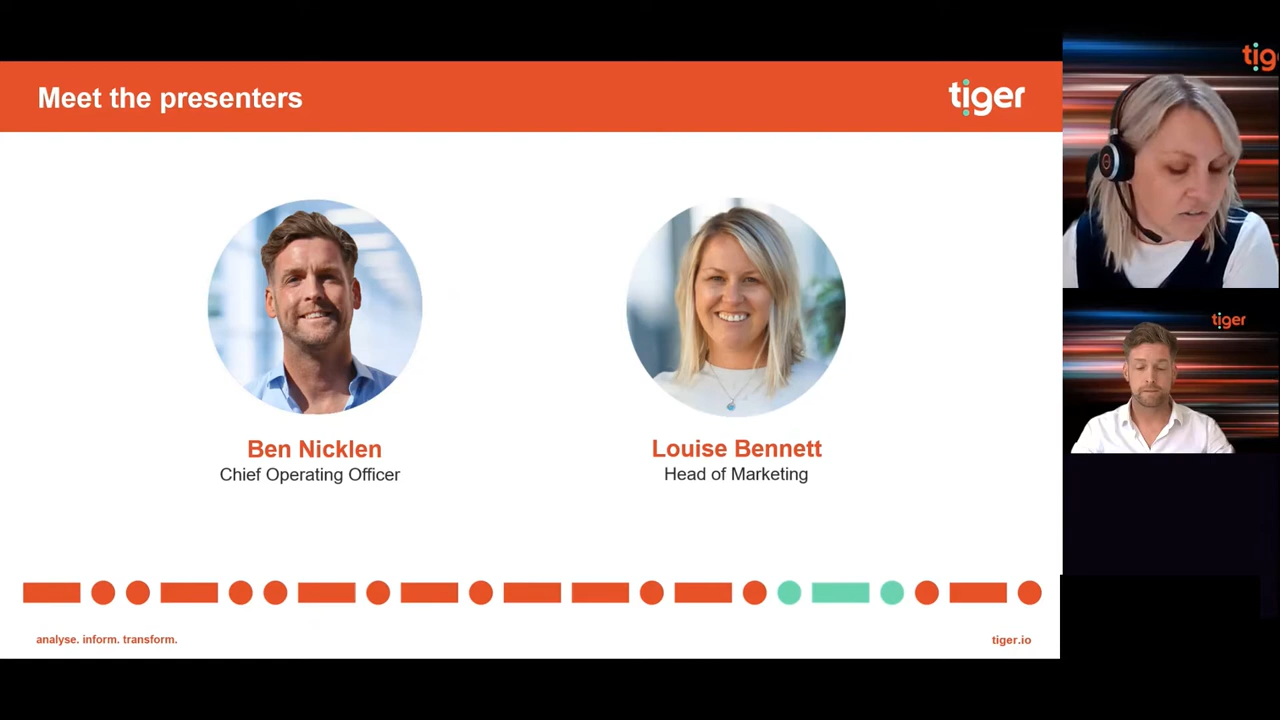 Meet the presenters
tiger
Ben Nicklen
Chief Operating Officer
Louise Bennett
Head of Marketing
analyse. inform. transform.
tiger.io
tig
tiger